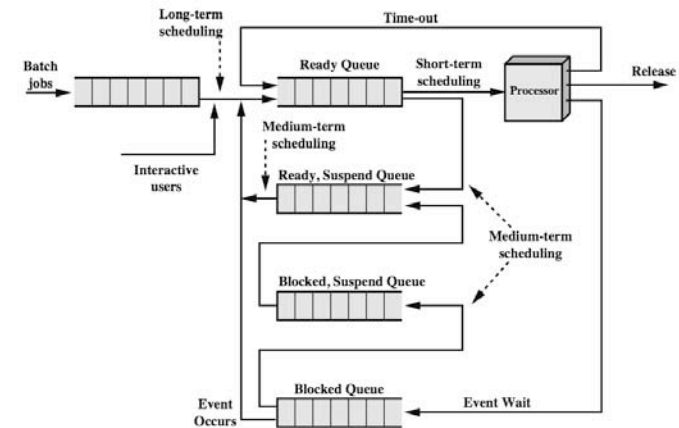 Long-term
scheduling
Time-out
Batch
jobs
Ready Queue
Short-term
scheduling
Processor
Release
Medium-term
scheduling
Interactive
users
Ready, Suspend Queue
Medium-term
scheduling
Blocked, Suspend Queue
Blocked Queue
Event
Occurs
Event Wait